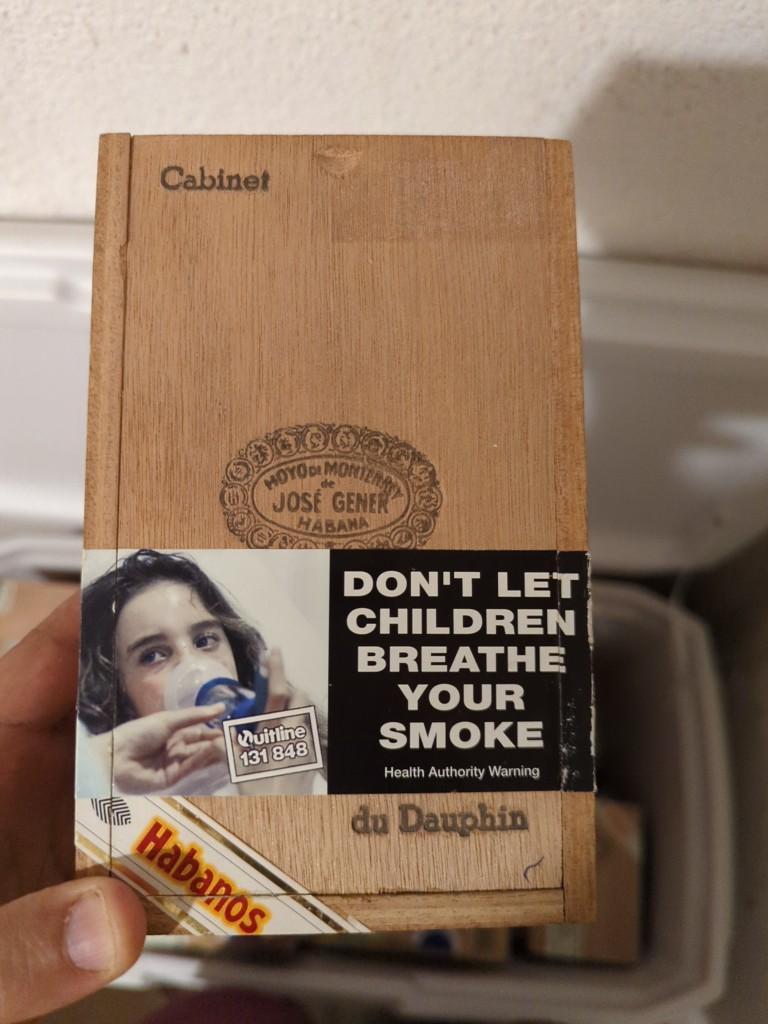 Cabinet
HOYO DE MONTERREY
de
JOSÉ GENER
HABANA
DON'T LET
CHILDREN
BREATHE
YOUR
SMOKE
Quitline
131 848
Health Authority Warning
du Dauphin
Habanos